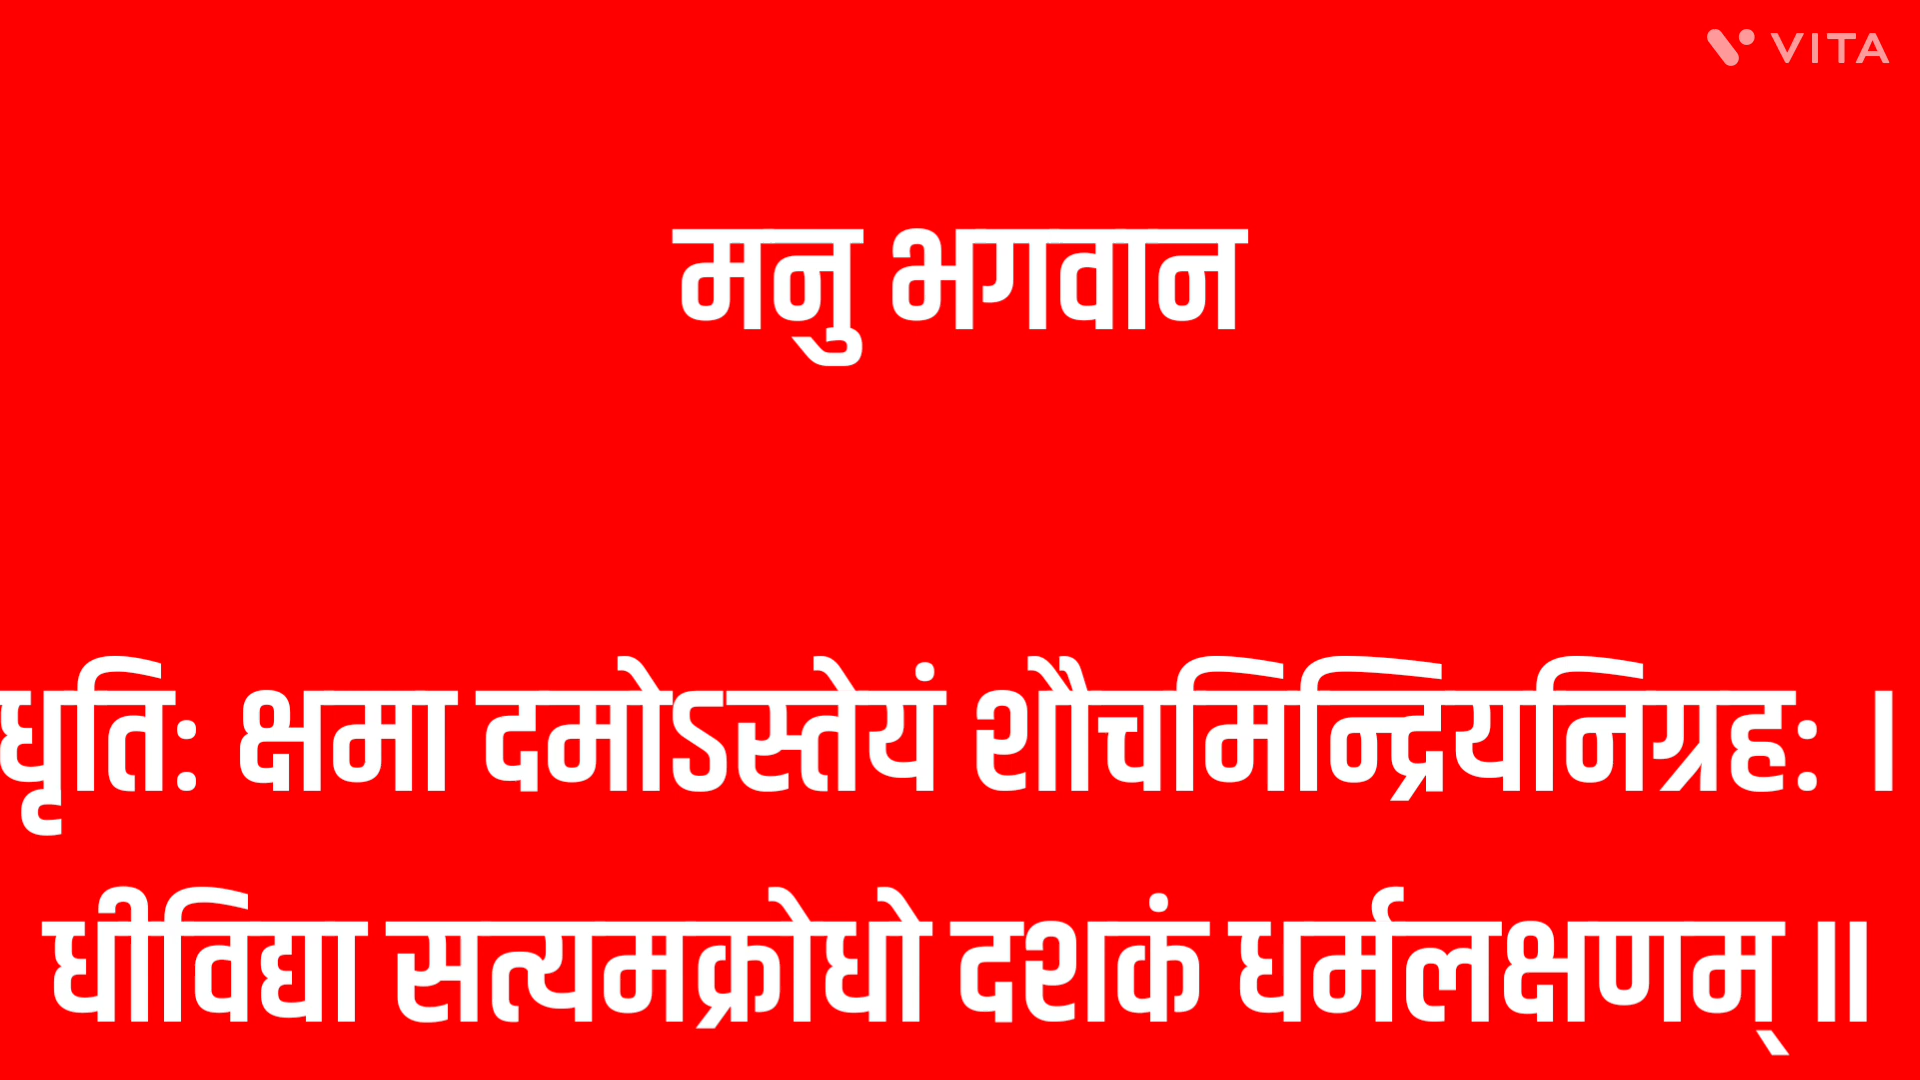 VITA
मनु भगवान
धृतिः क्षमा दमोऽस्तेयं शौचमिन्द्रियनिग्रहः ।
धीविद्या सत्यमक्रोधो दशकं धर्मलक्षणम् ॥